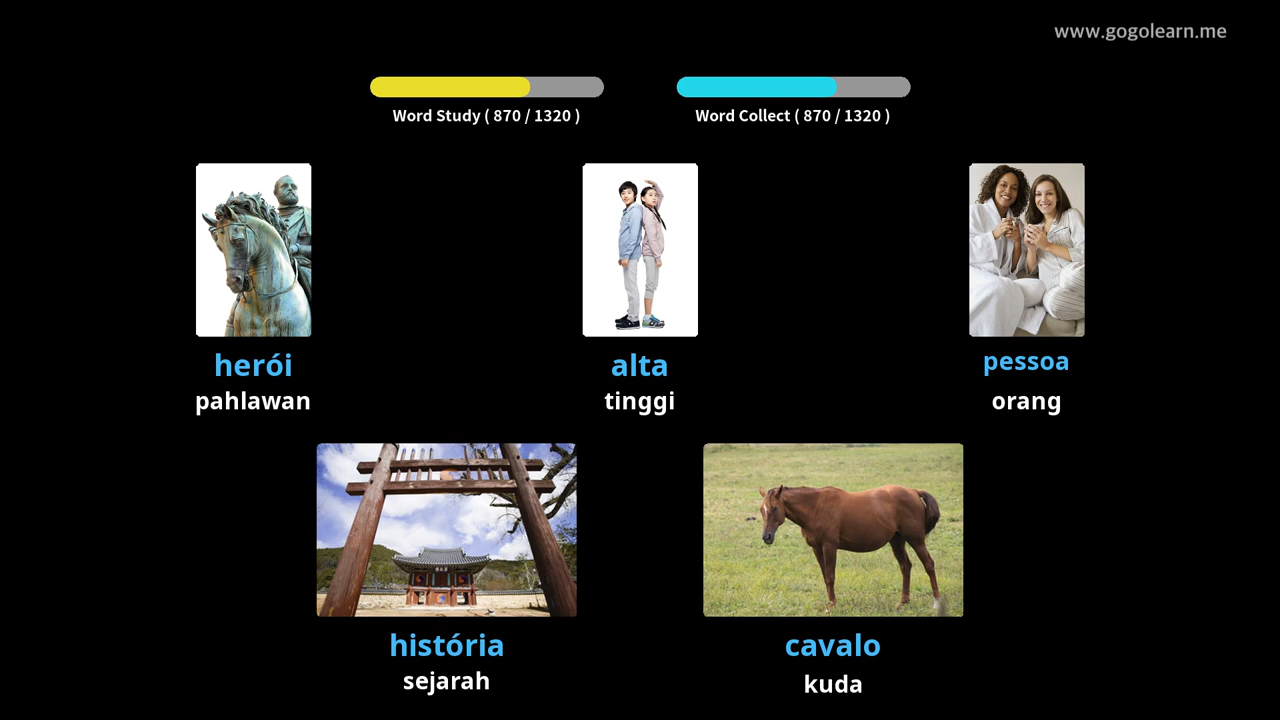 www.gogolearn.me
Word Study ( 870 / 1320 )
Word Collect ( 870 / 1320 )
herói
alta
pessoa
pahlawan
tinggi
orang
história
cavalo
sejarah
kuda